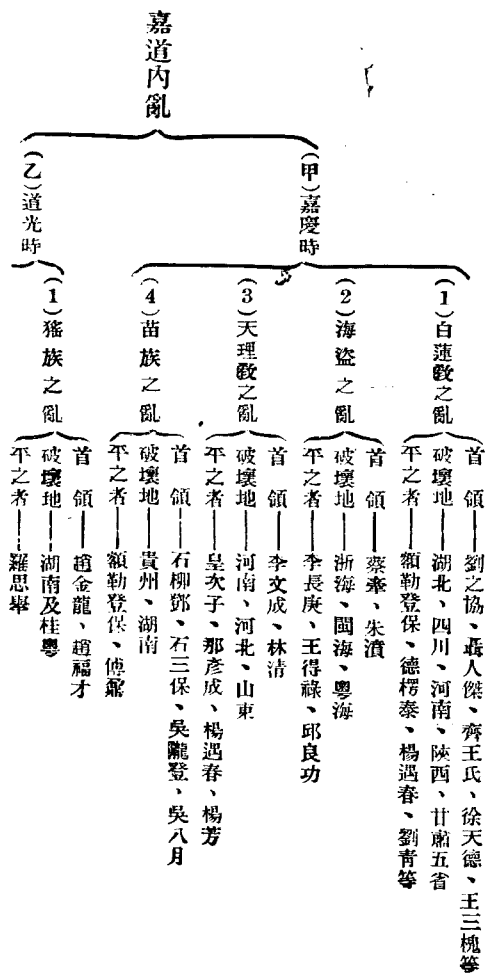 嘉道內亂
(甲)嘉慶時
(1)白蓮教之亂
首領——劉之協、聶人傑、齊王氏、徐天德、王三槐等
破壞地——湖北、四川、河南、陝西、甘肅五省
平之者——額勒登保、德楞泰、楊遇春、劉青等
(2)海盜之亂
首領——蔡牽、朱濆
破壞地——浙海、閩海、粵海
平之者——李長庚、王得祿、邱良功
(3)天理教之亂
首領——李文成、林清
破壞地——河南、河北、山東
平之者——皇次子、那彥成、楊遇春、楊芳
(4)苗族之亂
首領——石柳鄧、石三保、吳隴登、吳八月
破壞地——貴州、湖南
平之者——額勒登保、傅鼐
(乙)道光時
(1)猺族之亂
首領——趙金龍、趙福才
破壞地——湖南及桂粵
平之者——羅思舉